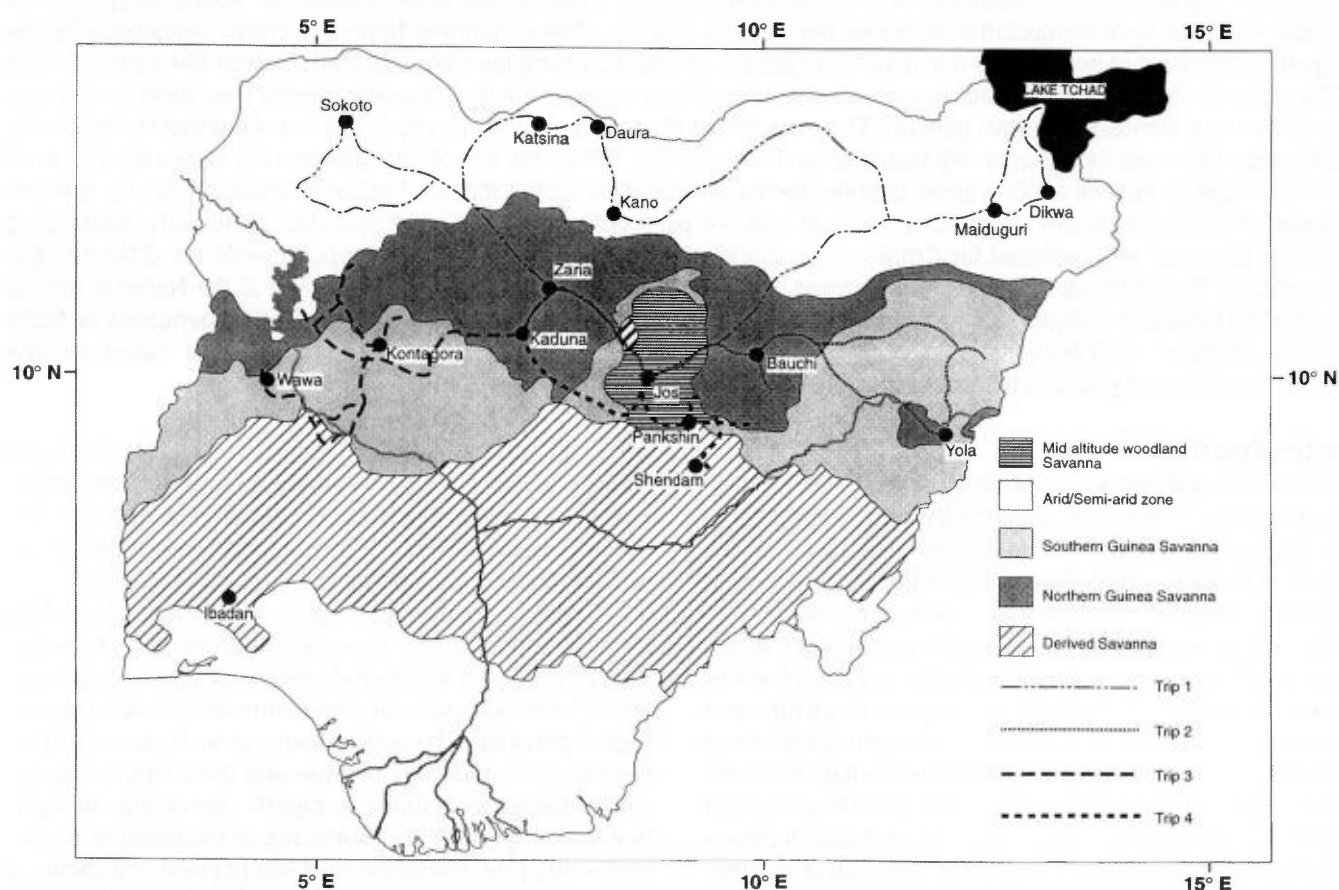 5° E
10° E
15° E
LAKE TCHAD
Sokoto
Katsina
Daura
Kano
Dikwa
Maiduguri
Zaria
Kaduna
Kontagora
Bauchi
10° N
Wawa
Jos
10° N
Pankshin
Yola
Shendam
Mid altitude woodland
Savanna
Arid/Semi-arid zone
Southern Guinea Savanna
Northern Guinea Savanna
Derived Savanna
Ibadan
Trip 1
Trip 2
Trip 3
Trip 4
5° E
10° E
15° E